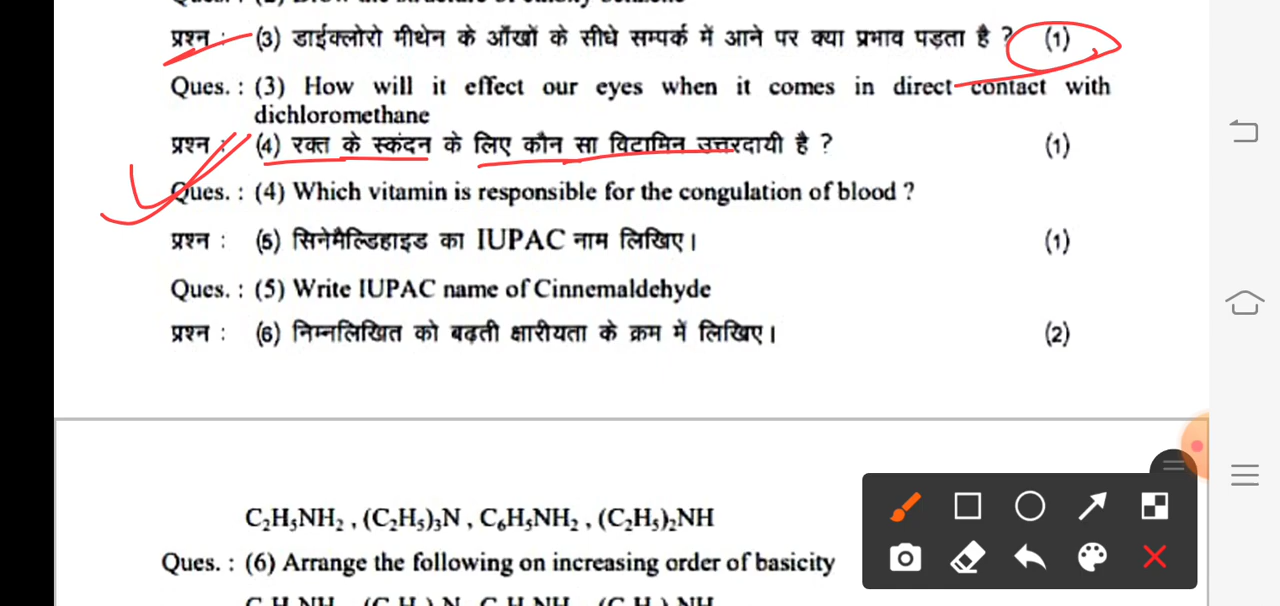 प्रश्न : (3) डाईक्लोरो मीथेन के आँखों के सीधे सम्पर्क में आने पर क्या प्रभाव पड़ता है ? (1)
Ques. : (3) How will it effect our eyes when it comes in direct contact with
dichloromethane
प्रश्न : (4) रक्त के स्कंदन के लिए कौन सा विटामिन उत्तरदायी है ? (1)
Ques. : (4) Which vitamin is responsible for the congulation of blood ?
प्रश्न : (5) सिनेमैल्डिहाइड का IUPAC नाम लिखिए। (1)
Ques. : (5) Write IUPAC name of Cinnemaldehyde
प्रश्न : (6) निम्नलिखित को बढ़ती क्षारीयता के क्रम में लिखिए। (2)
C₂H₅NH₂ , (C₂H₅)₃N , C₆H₅NH₂ , (C₂H₅)₂NH
Ques. : (6) Arrange the following on increasing order of basicity